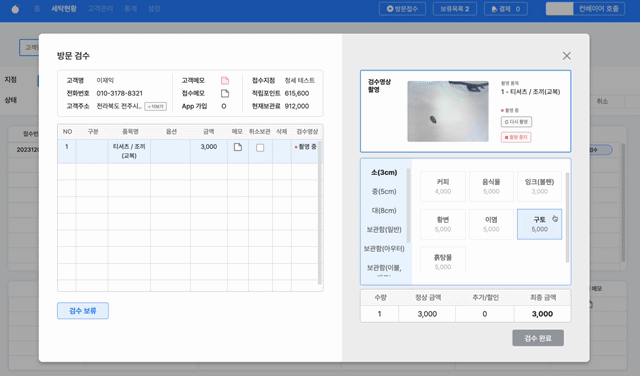 홈 세탁현황 고객관리 통계 설정
방문접수 보류목록 2 결제 0 컨베이어 호출
고객명
지점
상태
취소
접수번
20231201
검수
메모
방문 검수
고객명 이재익
전화번호 010-3178-8321
고객주소 전라북도 전주시..
+ 더보기
고객메모
접수메모
App 가입 O
접수지점 청세 테스트
적립포인트 615,600
현재보관료 912,000
NO 구분 품목명 옵션 금액 메모 취소보관 삭제 검수영상
1 티셔츠 / 조끼 (교복) 3,000 촬영 중
검수 보류
검수영상
촬영
촬영 품목
1 - 티셔츠 / 조끼(교복)
촬영 중
다시 촬영
촬영 중지
소(3cm)
중(5cm)
대(8cm)
보관함(일반)
보관함(아우터)
보관함(이불,
커피
4,000
음식물
5,000
잉크(볼펜)
3,000
황변
5,000
이염
5,000
구토
5,000
흙탕물
5,000
수량 정상 금액 추가/할인 최종 금액
1 3,000 0 3,000
검수 완료